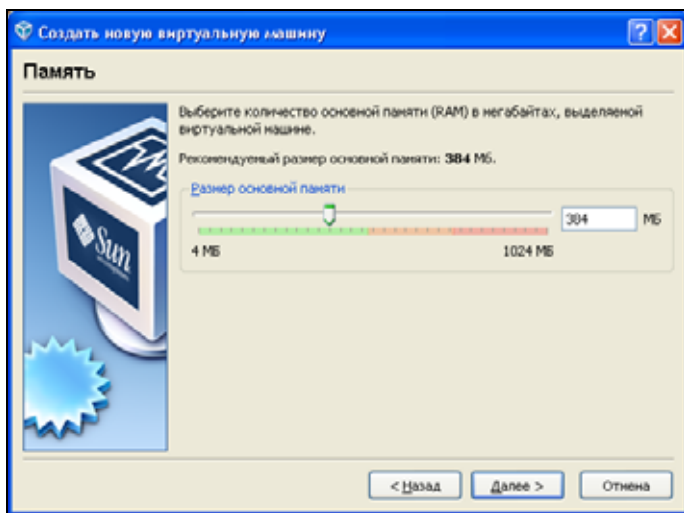 Создать новую виртуальную машину
Память
Выберите количество основной памяти (RAM) в мегабайтах, выделяемой
виртуальной машине.
Рекомендуемый размер основной памяти: 384 Мб.
Размер основной памяти
384 МБ
4 МБ 1024 МБ
Sun
< Назад Далее > Отмена